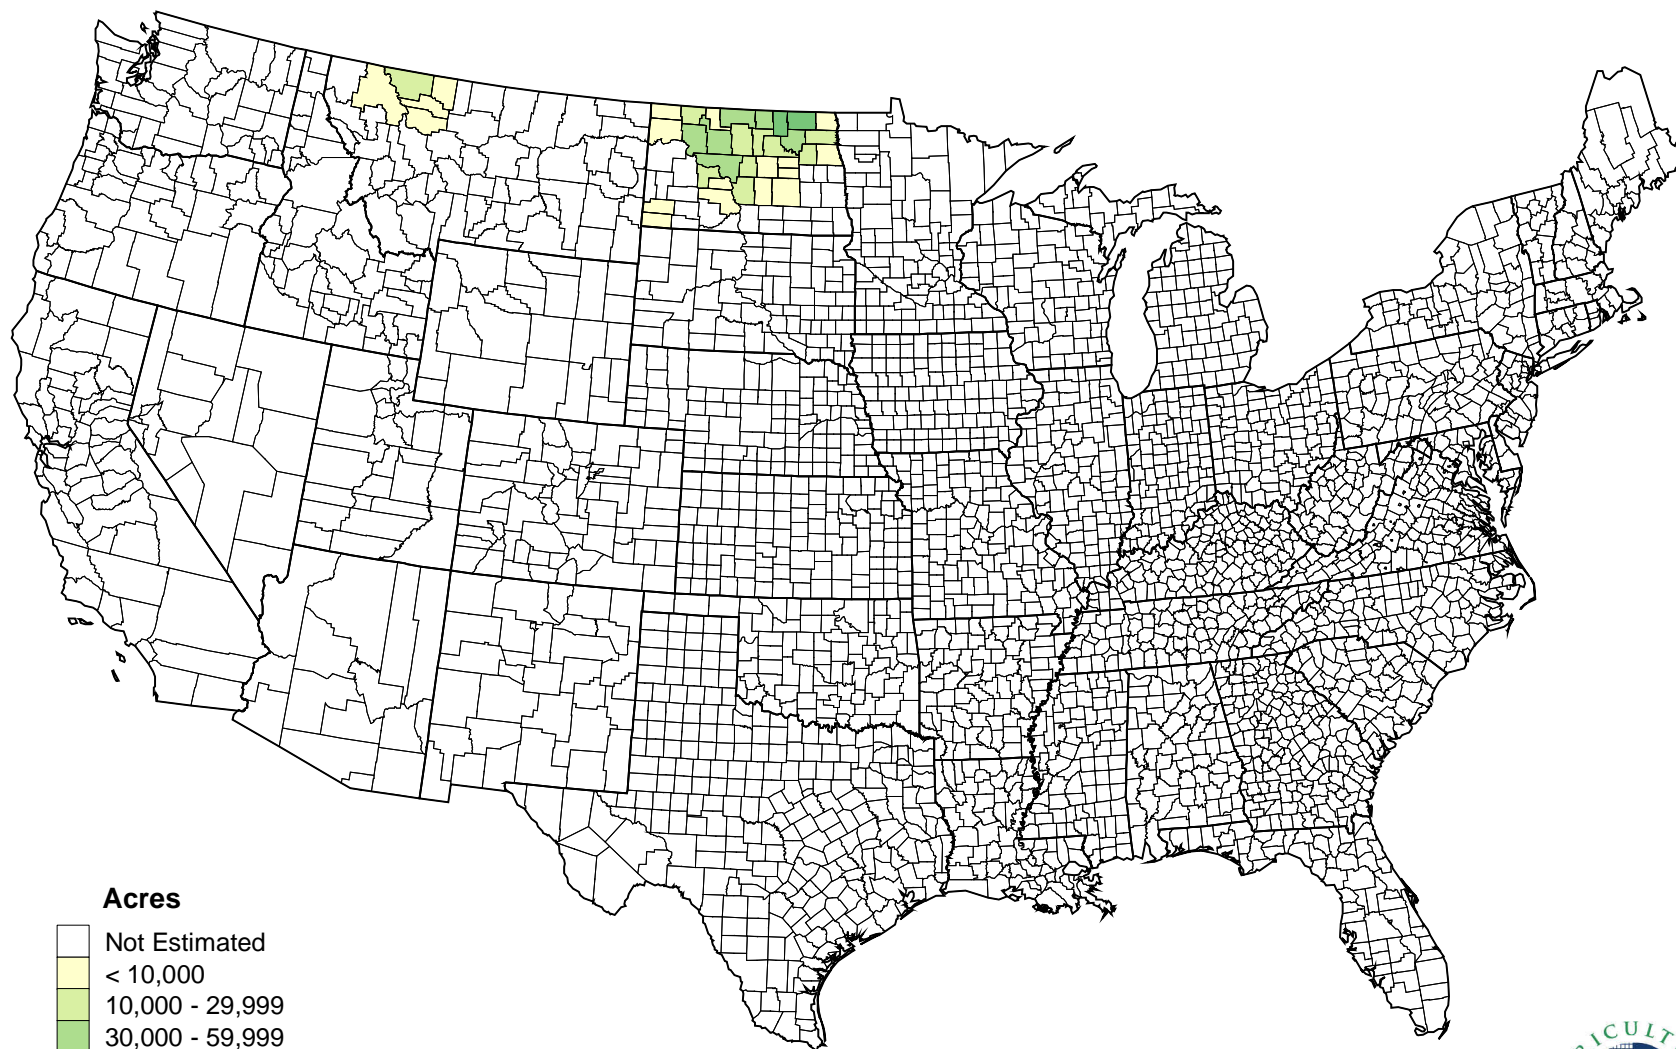 Acres
Not Estimated
< 10,000
10,000 - 29,999
30,000 - 59,999